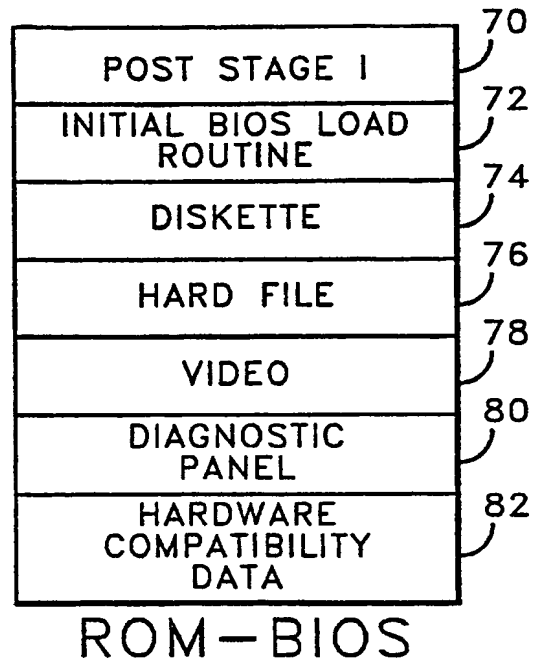 POST STAGE I
70
INITIAL BIOS LOAD
ROUTINE
72
DISKETTE
74
HARD FILE
76
VIDEO
78
DIAGNOSTIC
PANEL
80
HARDWARE
COMPATIBILITY
DATA
82
ROM-BIOS